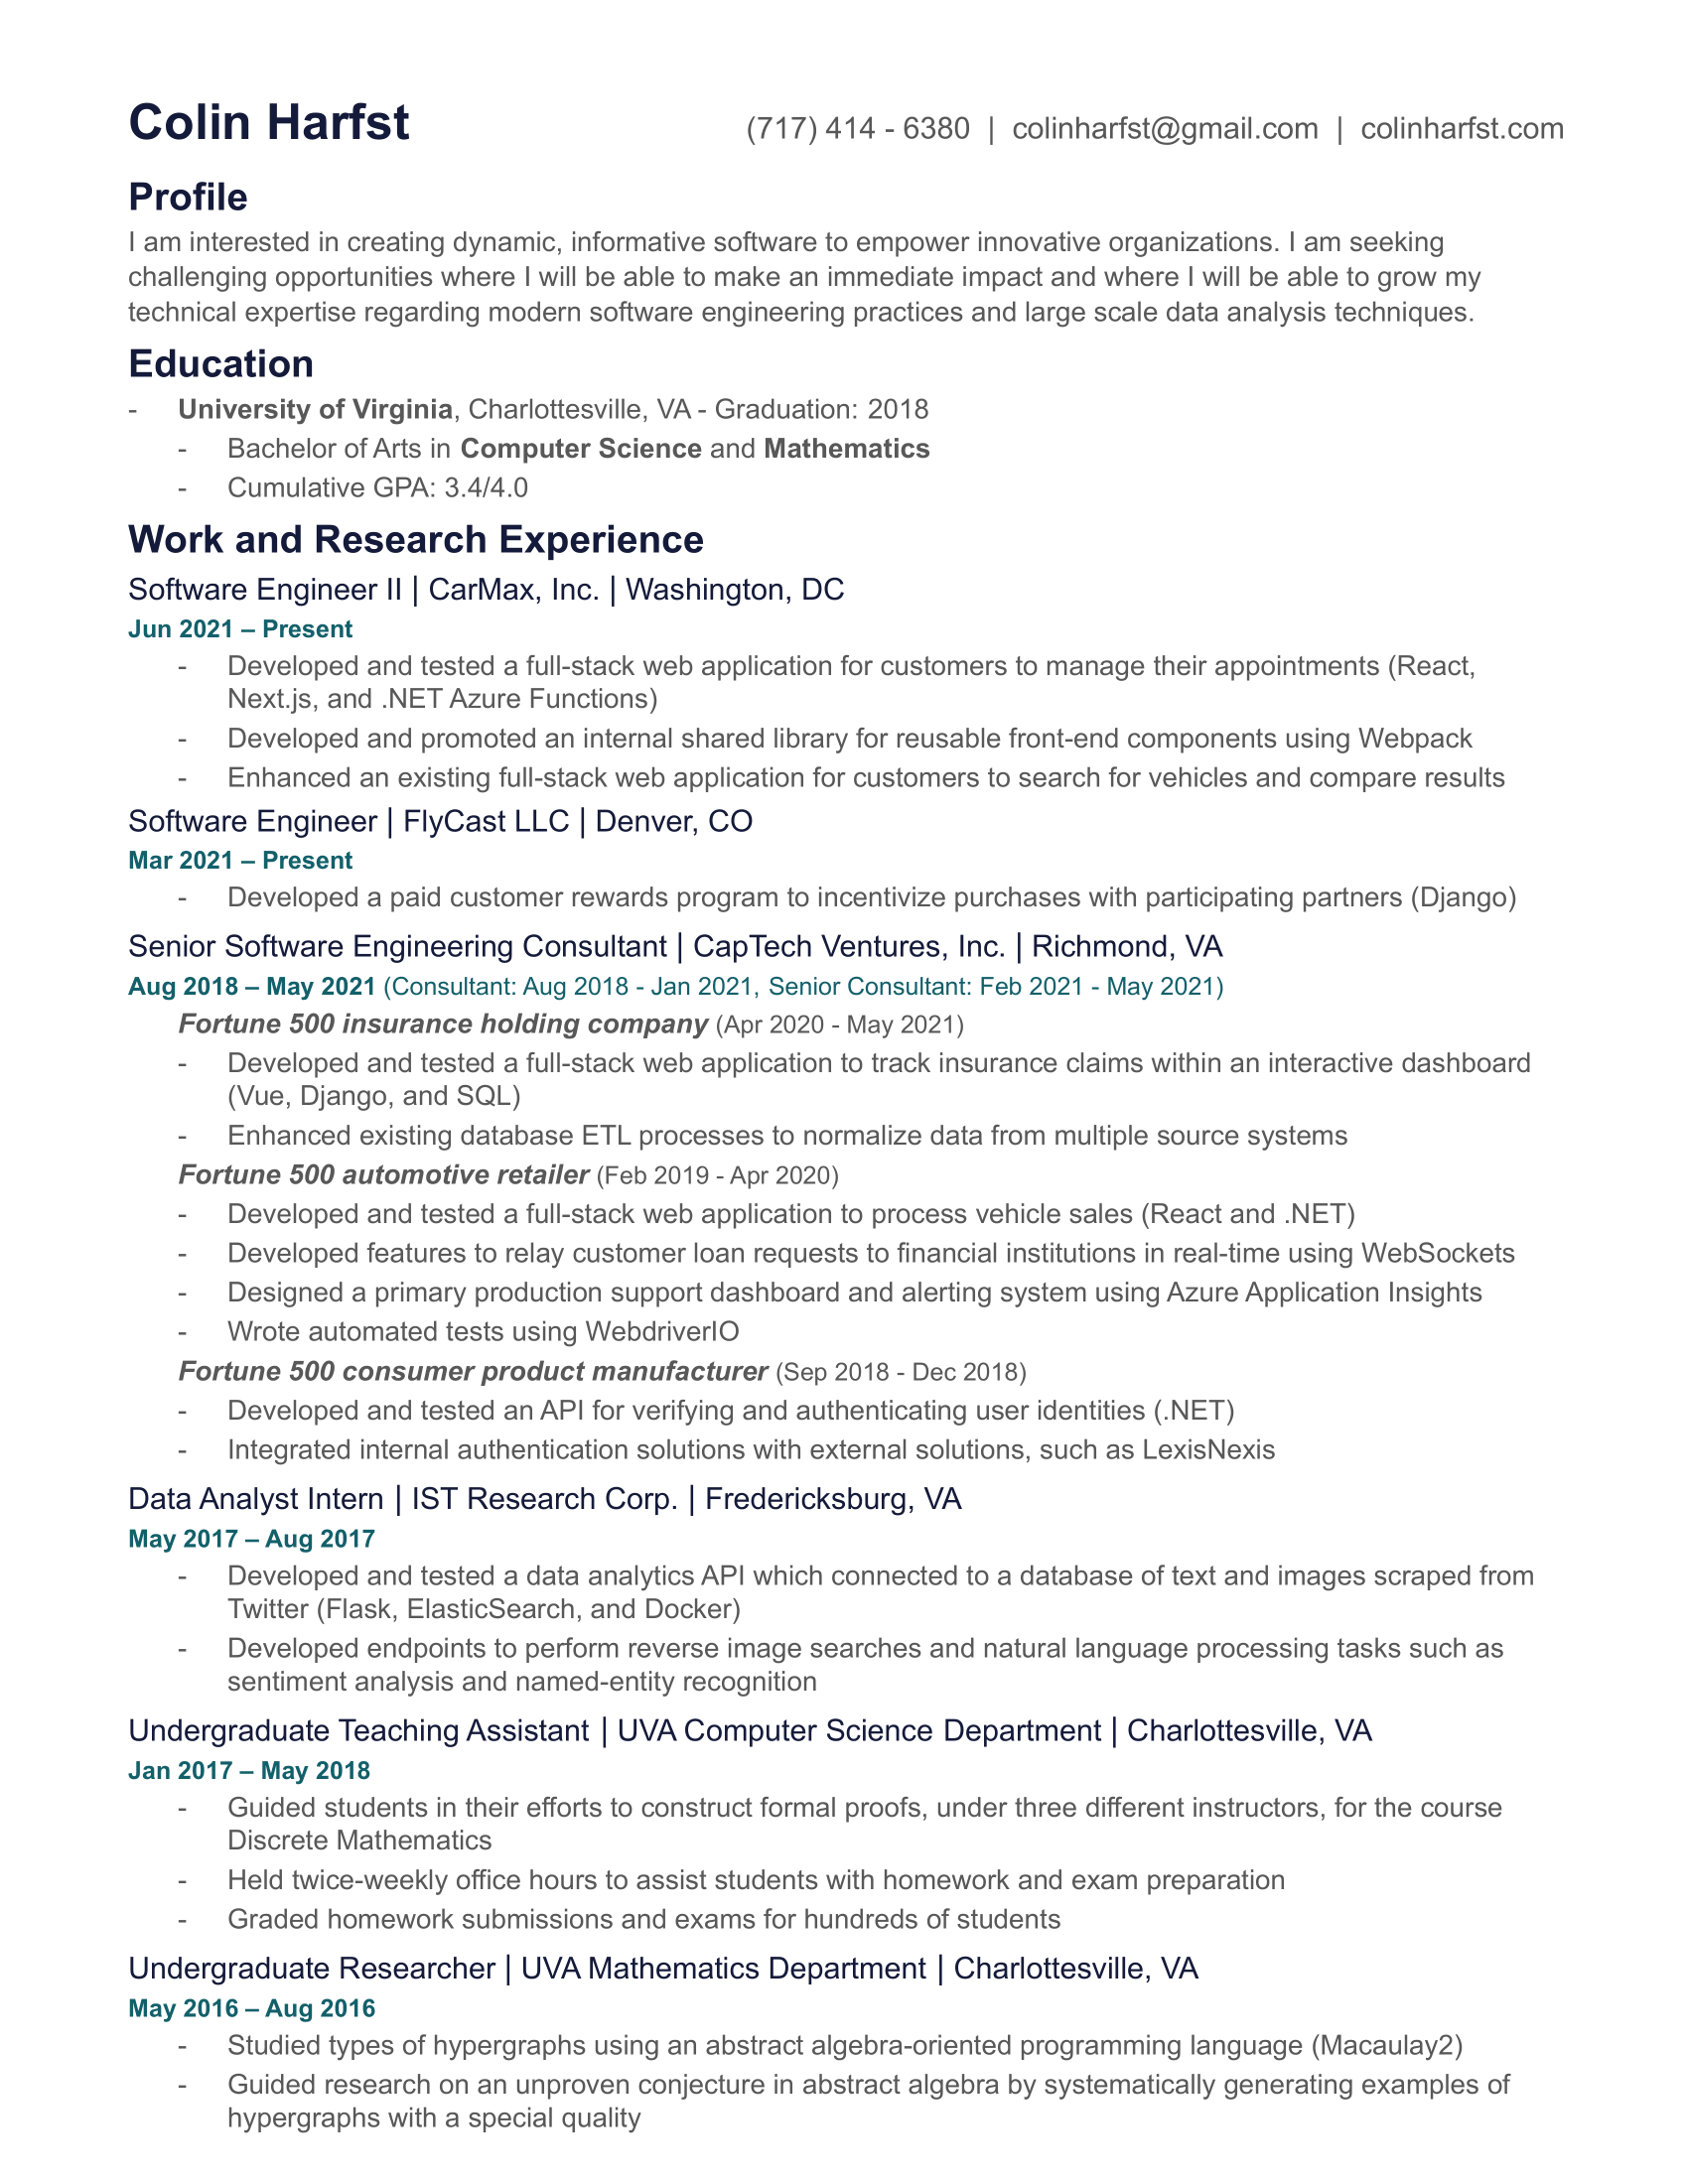 Colin Harfst (717) 414 - 6380 | colinharfst@gmail.com | colinharfst.com
Profile
I am interested in creating dynamic, informative software to empower innovative organizations. I am seeking
challenging opportunities where I will be able to make an immediate impact and where I will be able to grow my
technical expertise regarding modern software engineering practices and large scale data analysis techniques.
Education
- University of Virginia, Charlottesville, VA - Graduation: 2018
- Bachelor of Arts in Computer Science and Mathematics
- Cumulative GPA: 3.4/4.0
Work and Research Experience
Software Engineer II | CarMax, Inc. | Washington, DC
Jun 2021 – Present
- Developed and tested a full-stack web application for customers to manage their appointments (React,
Next.js, and .NET Azure Functions)
- Developed and promoted an internal shared library for reusable front-end components using Webpack
- Enhanced an existing full-stack web application for customers to search for vehicles and compare results
Software Engineer | FlyCast LLC | Denver, CO
Mar 2021 – Present
- Developed a paid customer rewards program to incentivize purchases with participating partners (Django)
Senior Software Engineering Consultant | CapTech Ventures, Inc. | Richmond, VA
Aug 2018 – May 2021 (Consultant: Aug 2018 - Jan 2021, Senior Consultant: Feb 2021 - May 2021)
Fortune 500 insurance holding company (Apr 2020 - May 2021)
- Developed and tested a full-stack web application to track insurance claims within an interactive dashboard
(Vue, Django, and SQL)
- Enhanced existing database ETL processes to normalize data from multiple source systems
Fortune 500 automotive retailer (Feb 2019 - Apr 2020)
- Developed and tested a full-stack web application to process vehicle sales (React and .NET)
- Developed features to relay customer loan requests to financial institutions in real-time using WebSockets
- Designed a primary production support dashboard and alerting system using Azure Application Insights
- Wrote automated tests using WebdriverIO
Fortune 500 consumer product manufacturer (Sep 2018 - Dec 2018)
- Developed and tested an API for verifying and authenticating user identities (.NET)
- Integrated internal authentication solutions with external solutions, such as LexisNexis
Data Analyst Intern | IST Research Corp. | Fredericksburg, VA
May 2017 – Aug 2017
- Developed and tested a data analytics API which connected to a database of text and images scraped from
Twitter (Flask, ElasticSearch, and Docker)
- Developed endpoints to perform reverse image searches and natural language processing tasks such as
sentiment analysis and named-entity recognition
Undergraduate Teaching Assistant | UVA Computer Science Department | Charlottesville, VA
Jan 2017 – May 2018
- Guided students in their efforts to construct formal proofs, under three different instructors, for the course
Discrete Mathematics
- Held twice-weekly office hours to assist students with homework and exam preparation
- Graded homework submissions and exams for hundreds of students
Undergraduate Researcher | UVA Mathematics Department | Charlottesville, VA
May 2016 – Aug 2016
- Studied types of hypergraphs using an abstract algebra-oriented programming language (Macaulay2)
- Guided research on an unproven conjecture in abstract algebra by systematically generating examples of
hypergraphs with a special quality